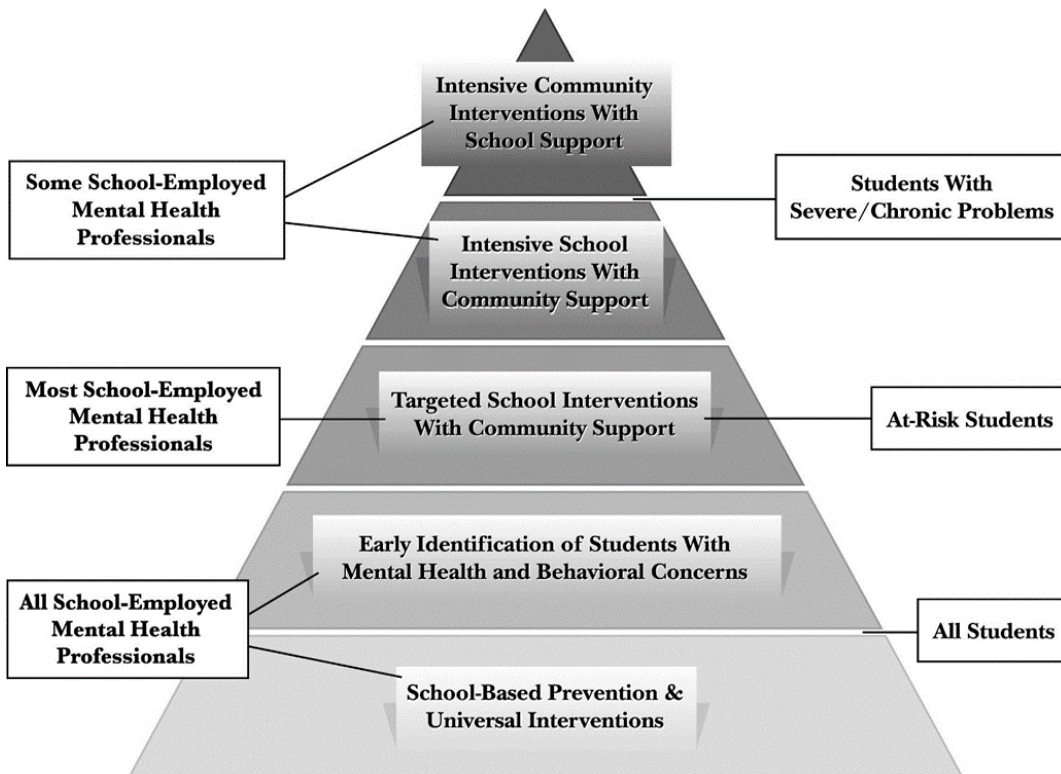 Intensive Community
Interventions With
School Support
Some School-Employed
Mental Health
Professionals
Students With
Severe/Chronic Problems
Intensive School
Interventions With
Community Support
Most School-Employed
Mental Health
Professionals
Targeted School Interventions
With Community Support
At-Risk Students
Early Identification of Students With
Mental Health and Behavioral Concerns
All School-Employed
Mental Health
Professionals
All Students
School-Based Prevention &
Universal Interventions